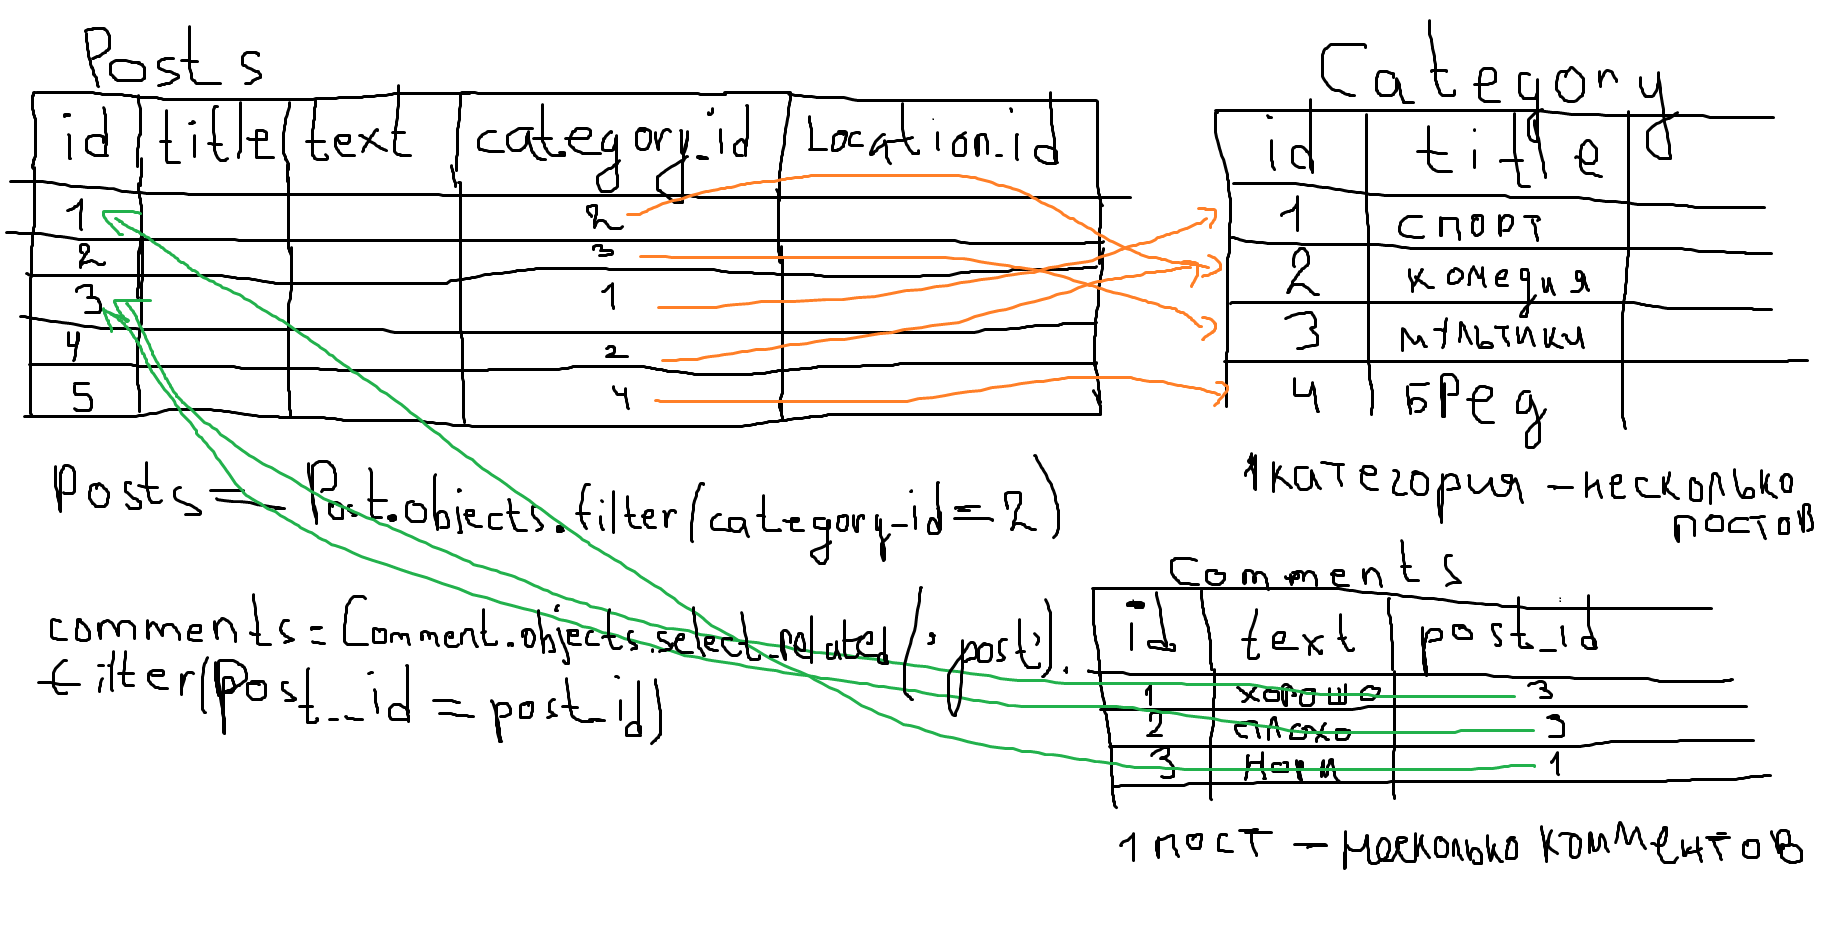 Posts
id title text category_id Location_id
1 2
2 3
3 1
4 2
5 4
Category
id title
1 спорт
2 комедия
3 мультики
4 бред
1 категория - несколько
постов
Posts = Post.objects.filter(category_id=2)
comments = Comment.objects.select_related('post').
filter(post__id = post_id)
Comments
id text post_id
1 хорошо 3
2 плохо 3
3 норм 1
1 пост - несколько комментов